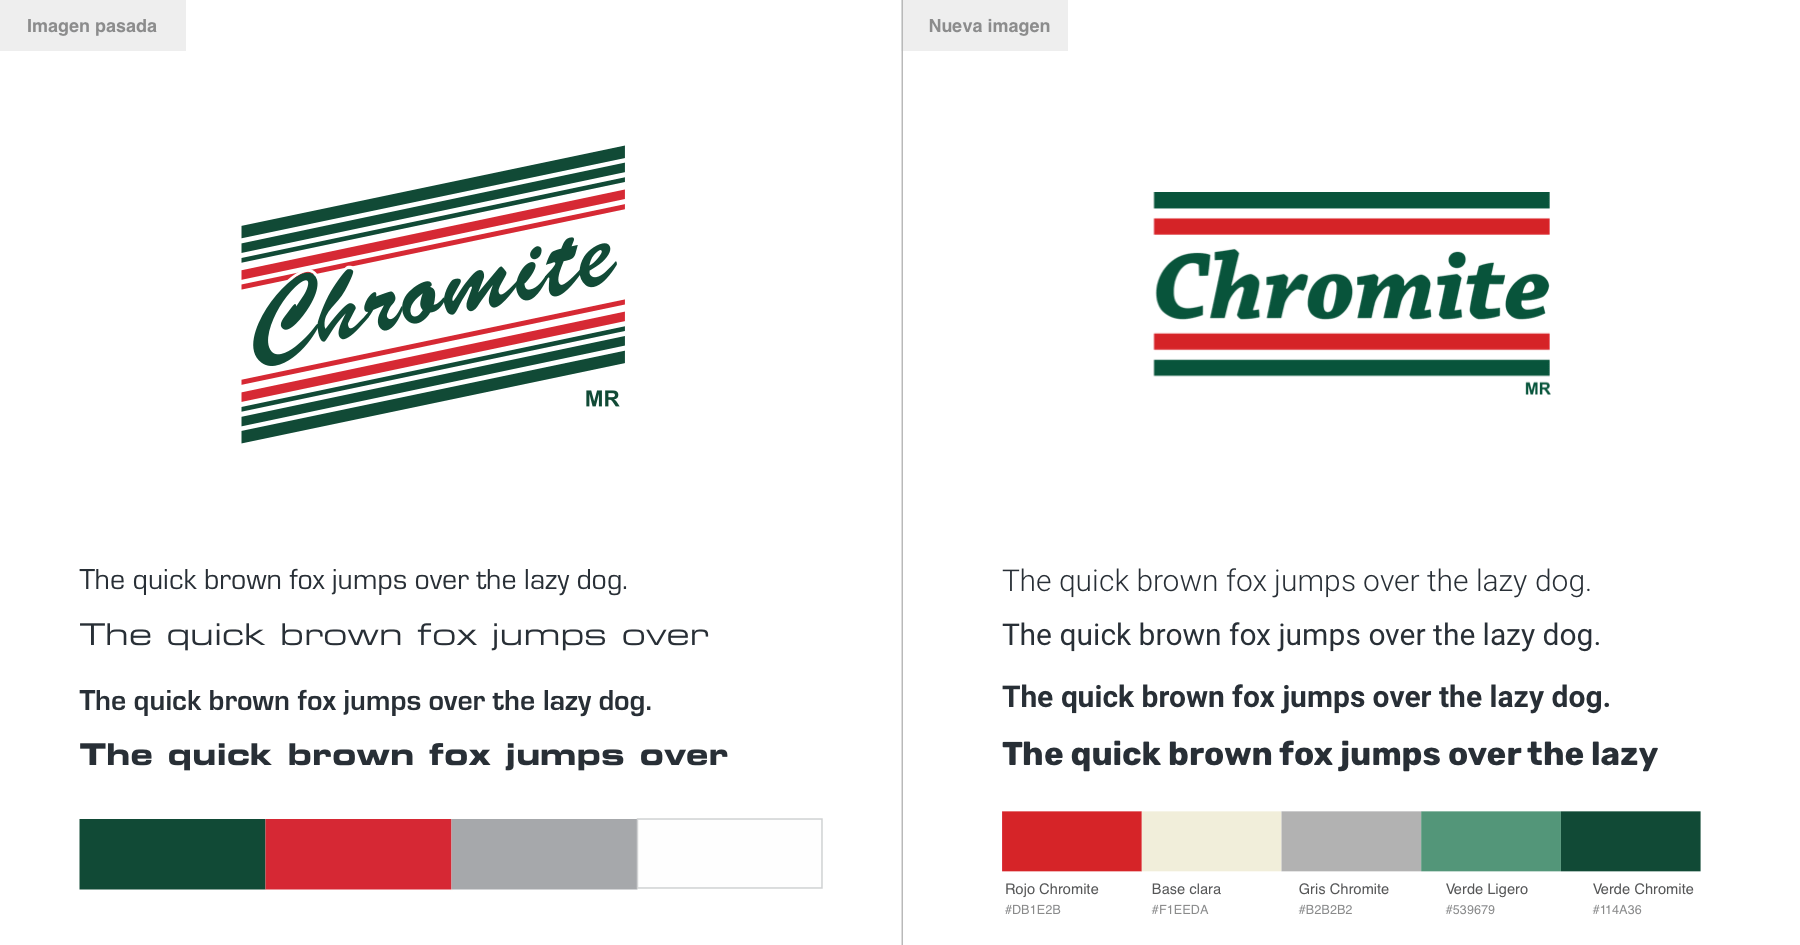 Imagen pasada
Chromite
MR
The quick brown fox jumps over the lazy dog.
The quick brown fox jumps over
The quick brown fox jumps over the lazy dog.
The quick brown fox jumps over
Nueva imagen
Chromite
MR
The quick brown fox jumps over the lazy dog.
The quick brown fox jumps over the lazy dog.
The quick brown fox jumps over the lazy dog.
The quick brown fox jumps over the lazy
Rojo Chromite
#DB1E2B
Base clara
#F1EEDA
Gris Chromite
#B2B2B2
Verde Ligero
#539679
Verde Chromite
#114A36